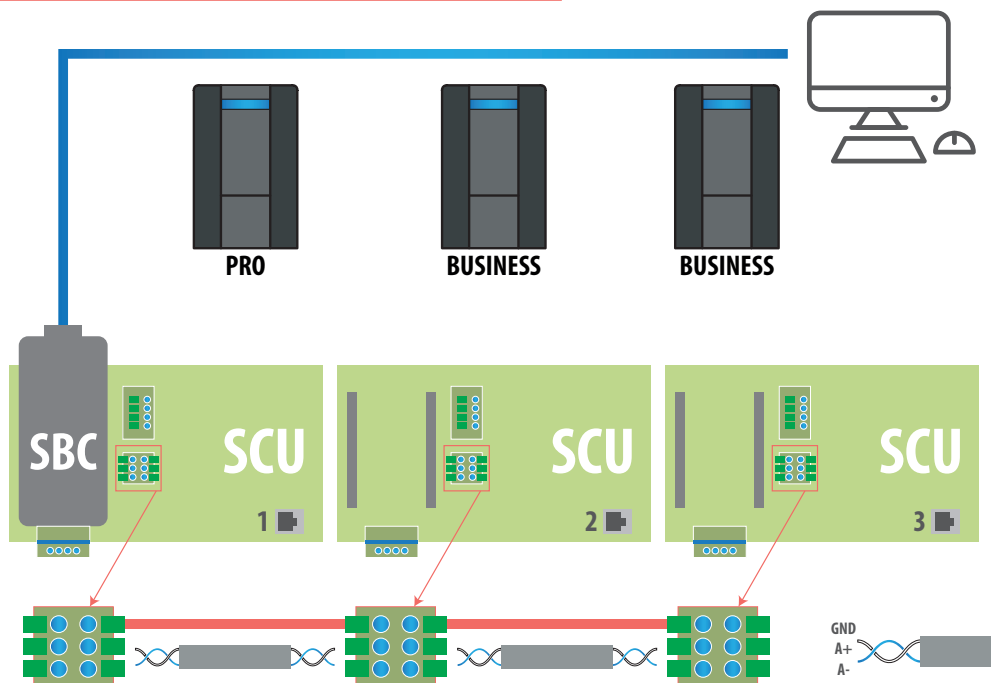 PRO
BUSINESS
BUSINESS
SBC
SCU
SCU
SCU
1
2
3
GND
A+
A-